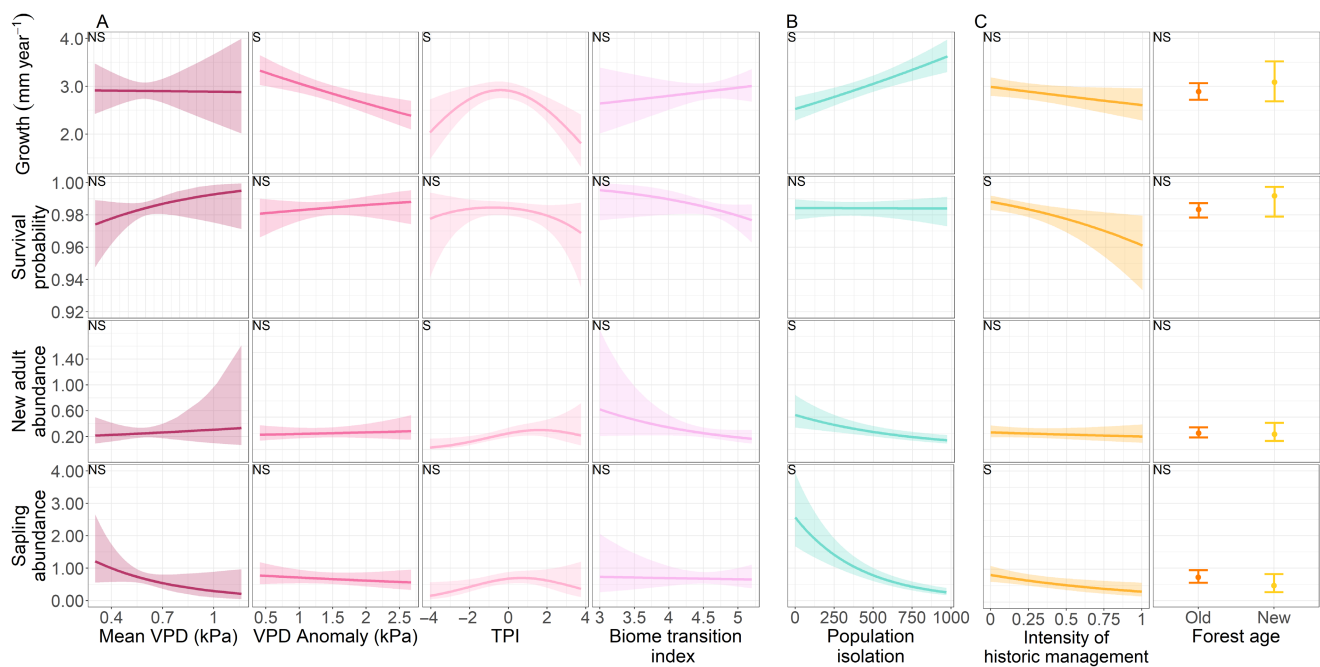 A B C
Growth (mm year⁻¹)
4.0 NS S S NS S NS NS
3.0
2.0
Survival
probability
1.00 NS NS NS NS NS S NS
0.98
0.96
0.94
0.92
New adult
abundance
NS NS S NS S NS NS
1.40
0.60
0.20
Sapling
abundance
4.00 NS NS NS NS S S NS
3.00
2.00
1.00
0.00
0.4 0.7 1 0.5 1 1.5 2 2.5 −4 −2 0 2 4 3 3.5 4 4.5 5 0 250 500 750 1000 0 0.25 0.5 0.75 1 Old New
Mean VPD (kPa) VPD Anomaly (kPa) TPI Biome transition
index
Population
isolation
Intensity of
historic management
Forest age